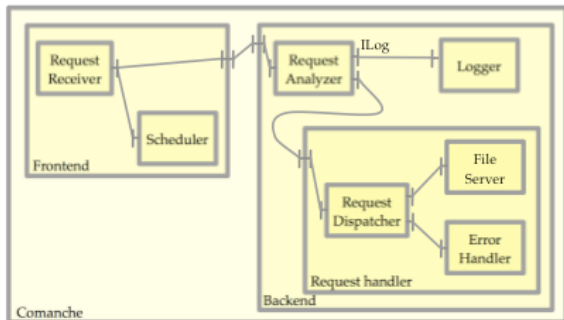 Request
Receiver
Scheduler
Frontend
Request
Analyzer
ILog
Logger
Request
Dispatcher
File
Server
Error
Handler
Request handler
Backend
Comanche